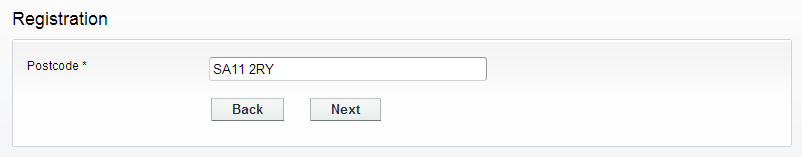 Registration
Postcode * SA11 2RY
Back Next